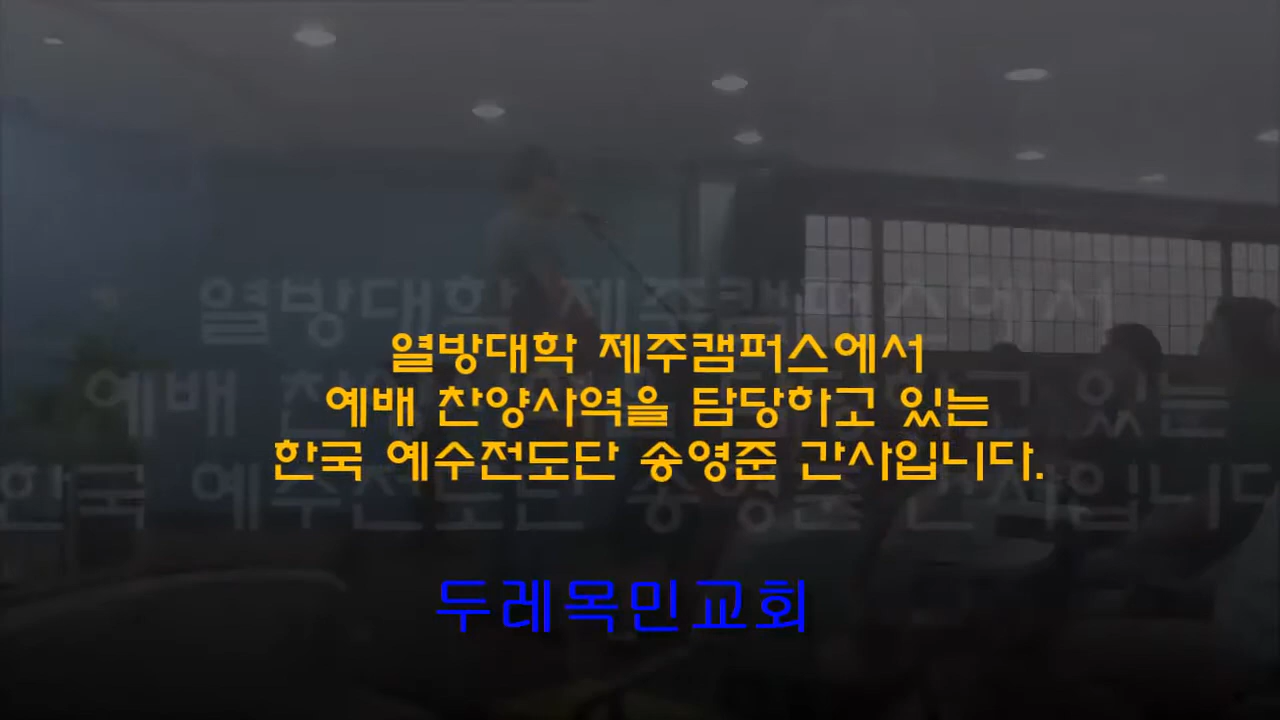 열방대학 제주캠퍼스에서
예배 찬양사역을 담당하고 있는
한국 예수전도단 송영준 간사입니다.
두레목민교회